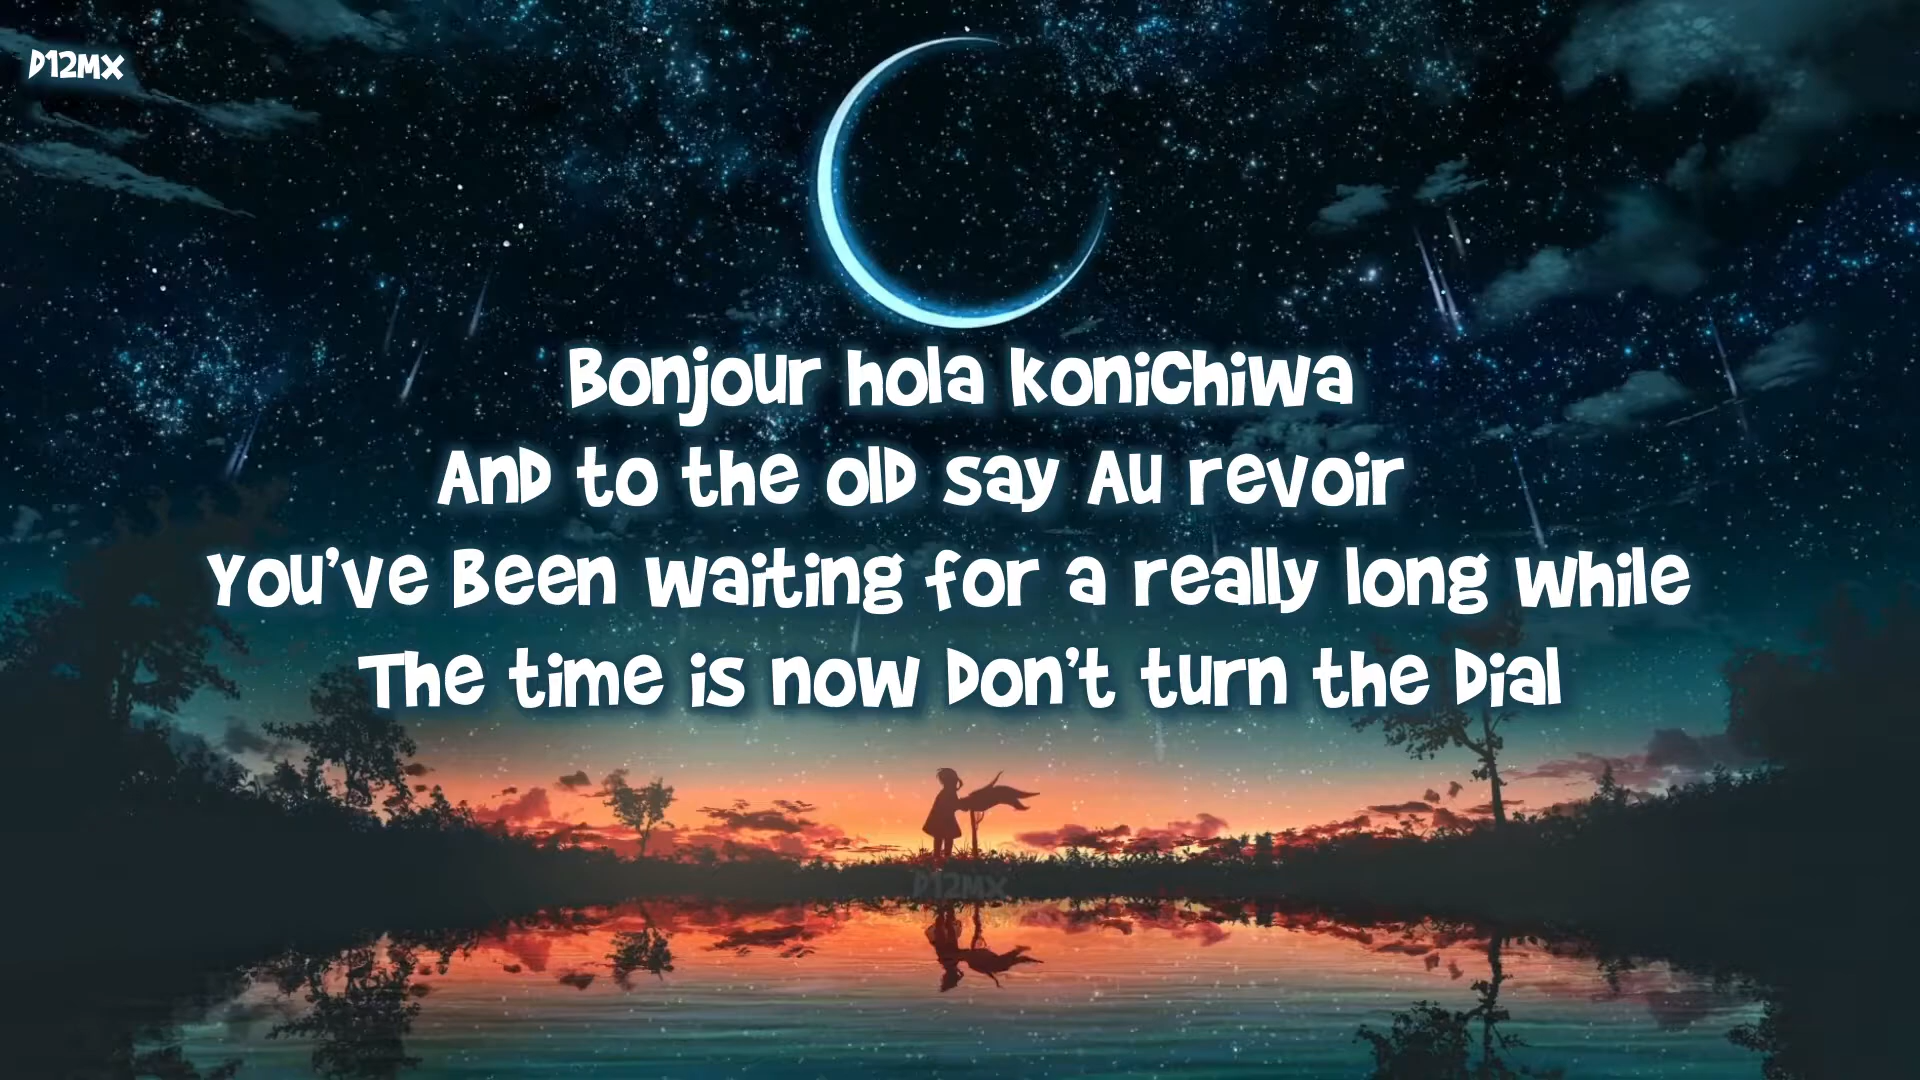 D12MX
Bonjour hola konichiwa
And to the old say Au revoir
You've been waiting for a really long while
The time is now don't turn the dial
D12MX